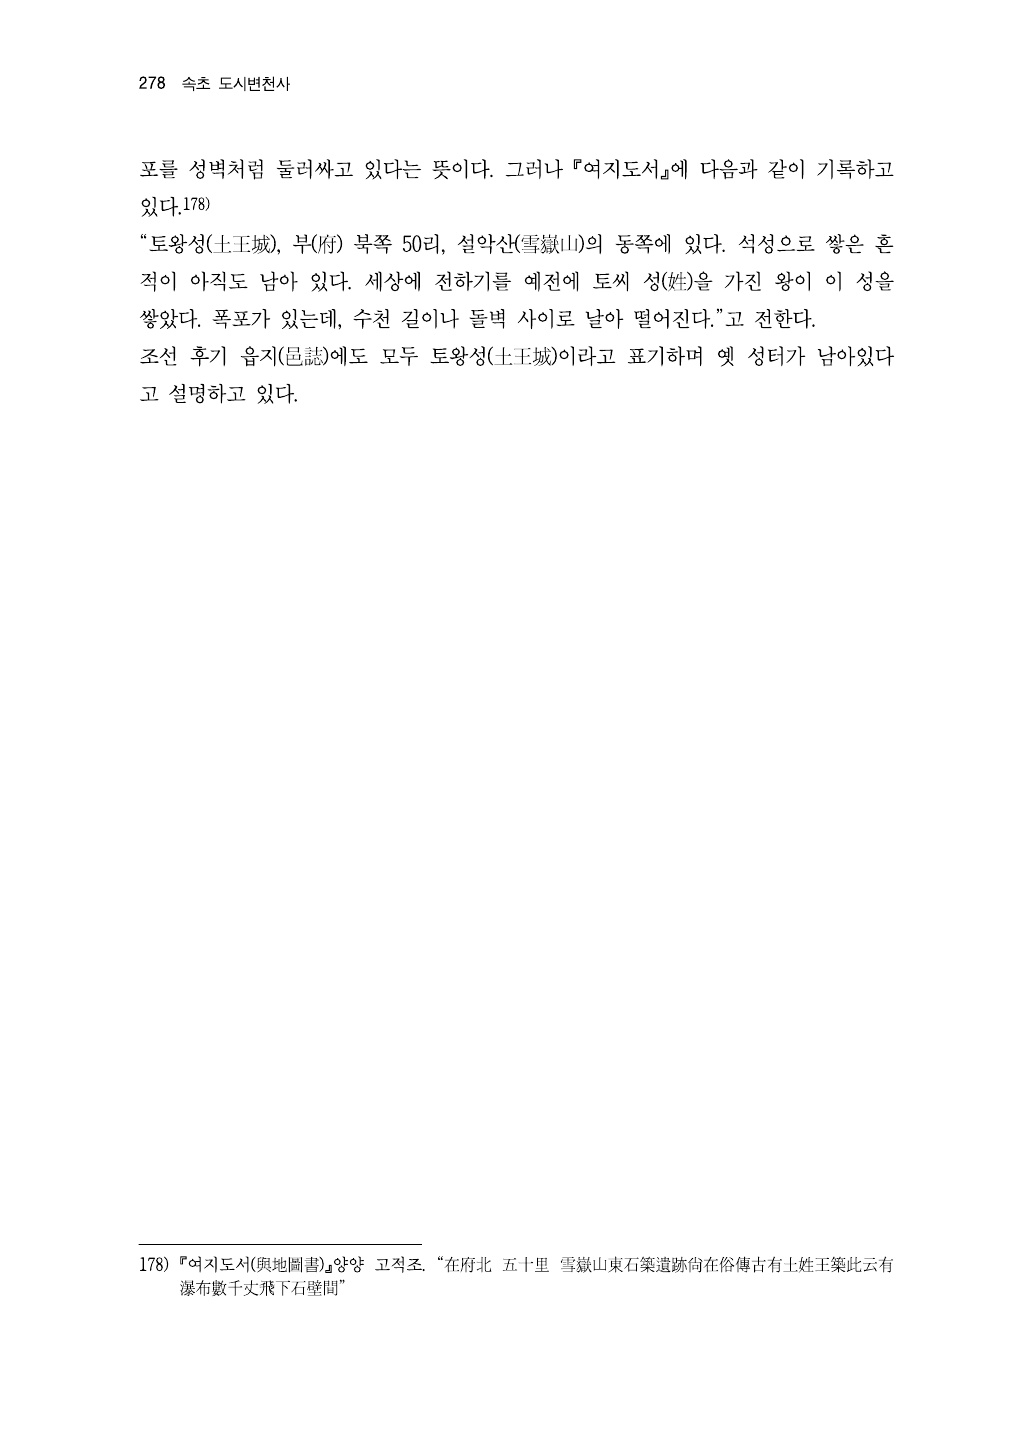 278 속초 도시변천사
포를 성벽처럼 둘러싸고 있다는 뜻이다. 그러나 『여지도서』에 다음과 같이 기록하고
있다.178)
“토왕성(土王城), 부(府) 북쪽 50리, 설악산(雪嶽山)의 동쪽에 있다. 석성으로 쌓은 흔
적이 아직도 남아 있다. 세상에 전하기를 예전에 토씨 성(姓)을 가진 왕이 이 성을
쌓았다. 폭포가 있는데, 수천 길이나 돌벽 사이로 날아 떨어진다.”고 전한다.
조선 후기 읍지(邑誌)에도 모두 토왕성(土王城)이라고 표기하며 옛 성터가 남아있다
고 설명하고 있다.
178) 『여지도서(與地圖書)』양양 고적조. “在府北 五十里 雪嶽山東石築遺跡尙在俗傳古有土姓王築此云有
瀑布數千丈飛下石壁間”